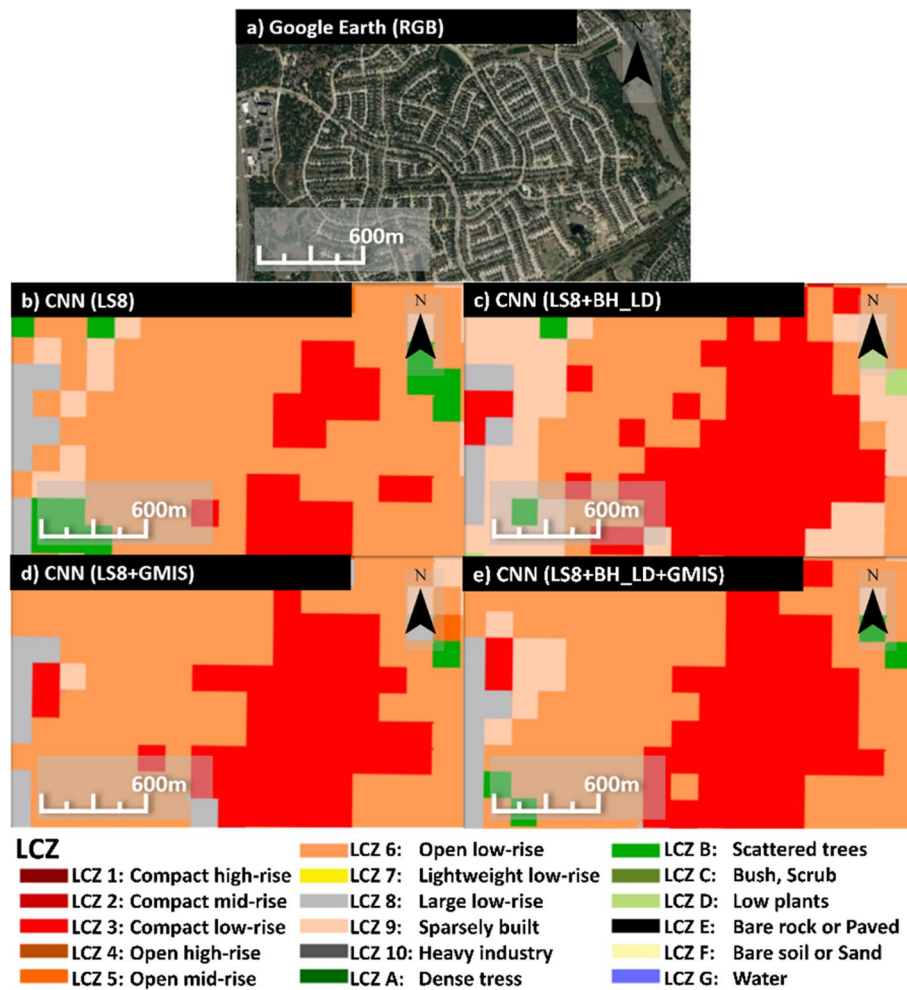 a) Google Earth (RGB)
N
600m
b) CNN (LS8)
N
600m
c) CNN (LS8+BH_LD)
N
600m
d) CNN (LS8+GMIS)
N
600m
e) CNN (LS8+BH_LD+GMIS)
N
600m
LCZ
LCZ 1: Compact high-rise
LCZ 2: Compact mid-rise
LCZ 3: Compact low-rise
LCZ 4: Open high-rise
LCZ 5: Open mid-rise
LCZ 6: Open low-rise
LCZ 7: Lightweight low-rise
LCZ 8: Large low-rise
LCZ 9: Sparsely built
LCZ 10: Heavy industry
LCZ A: Dense tress
LCZ B: Scattered trees
LCZ C: Bush, Scrub
LCZ D: Low plants
LCZ E: Bare rock or Paved
LCZ F: Bare soil or Sand
LCZ G: Water